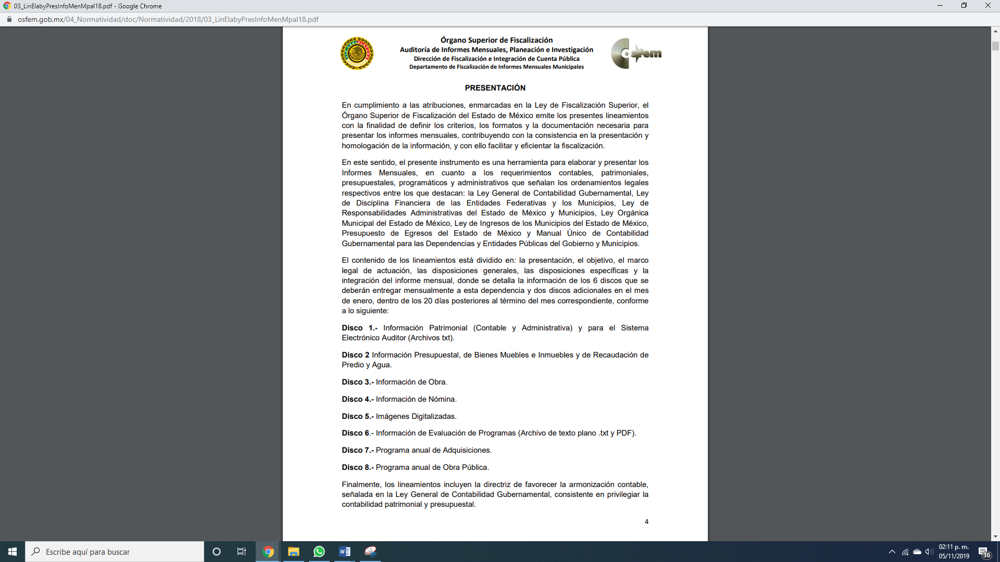 03_LinElabyPresInfoMenMpal18.pdf - Google Chrome
osfem.gob.mx/04_Normatividad/doc/Normatividad/2018/03_LinElabyPresInfoMenMpal18.pdf
Órgano Superior de Fiscalización
Auditoría de Informes Mensuales, Planeación e Investigación
Dirección de Fiscalización e Integración de Cuenta Pública
Departamento de Fiscalización de Informes Mensuales Municipales
osfem
PRESENTACIÓN
En cumplimiento a las atribuciones, enmarcadas en la Ley de Fiscalización Superior, el
Órgano Superior de Fiscalización del Estado de México emite los presentes lineamientos
con la finalidad de definir los criterios, los formatos y la documentación necesaria para
presentar los informes mensuales, contribuyendo con la consistencia en la presentación y
homologación de la información, y con ello facilitar y eficientar la fiscalización.
En este sentido, el presente instrumento es una herramienta para elaborar y presentar los
Informes Mensuales, en cuanto a los requerimientos contables, patrimoniales,
presupuestales, programáticos y administrativos que señalan los ordenamientos legales
respectivos entre los que destacan: la Ley General de Contabilidad Gubernamental, Ley
de Disciplina Financiera de las Entidades Federativas y los Municipios, Ley de
Responsabilidades Administrativas del Estado de México y Municipios, Ley Orgánica
Municipal del Estado de México, Ley de Ingresos de los Municipios del Estado de México,
Presupuesto de Egresos del Estado de México y Manual Único de Contabilidad
Gubernamental para las Dependencias y Entidades Públicas del Gobierno y Municipios.
El contenido de los lineamientos está dividido en: la presentación, el objetivo, el marco
legal de actuación, las disposiciones generales, las disposiciones específicas y la
integración del informe mensual, donde se detalla la información de los 6 discos que se
deberán entregar mensualmente a esta dependencia y dos discos adicionales en el mes
de enero, dentro de los 20 días posteriores al término del mes correspondiente, conforme
a lo siguiente:
Disco 1.- Información Patrimonial (Contable y Administrativa) y para el Sistema
Electrónico Auditor (Archivos txt).
Disco 2 Información Presupuestal, de Bienes Muebles e Inmuebles y de Recaudación de
Predio y Agua.
Disco 3.- Información de Obra.
Disco 4.- Información de Nómina.
Disco 5.- Imágenes Digitalizadas.
Disco 6.- Información de Evaluación de Programas (Archivo de texto plano .txt y PDF).
Disco 7.- Programa anual de Adquisiciones.
Disco 8.- Programa anual de Obra Pública.
Finalmente, los lineamientos incluyen la directriz de favorecer la armonización contable,
señalada en la Ley General de Contabilidad Gubernamental, consistente en privilegiar la
contabilidad patrimonial y presupuestal.
4
Escribe aquí para buscar
02:11 p. m.
05/11/2019
36